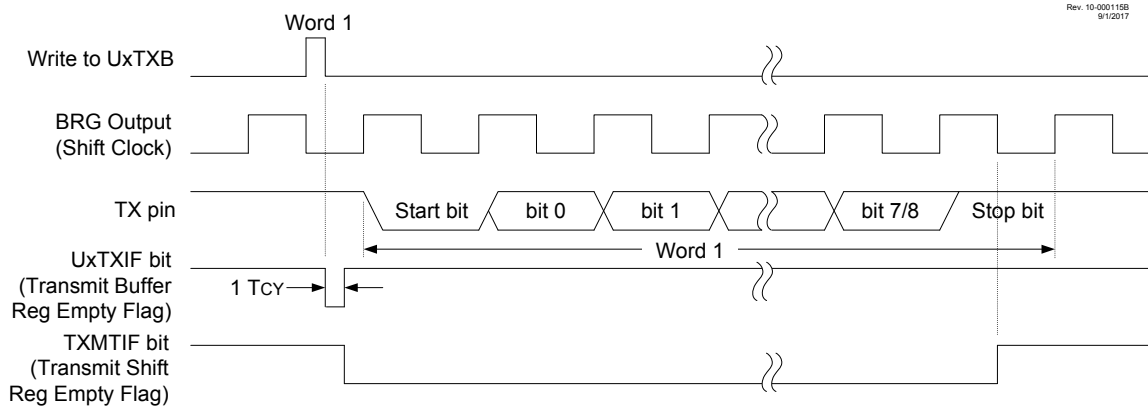 Rev. 10-000115B
9/1/2017
Word 1
Write to UxTXB
BRG Output
(Shift Clock)
TX pin
Start bit
bit 0
bit 1
bit 7/8
Stop bit
Word 1
UxTXIF bit
(Transmit Buffer
Reg Empty Flag)
1 TCY
TXMTIF bit
(Transmit Shift
Reg Empty Flag)